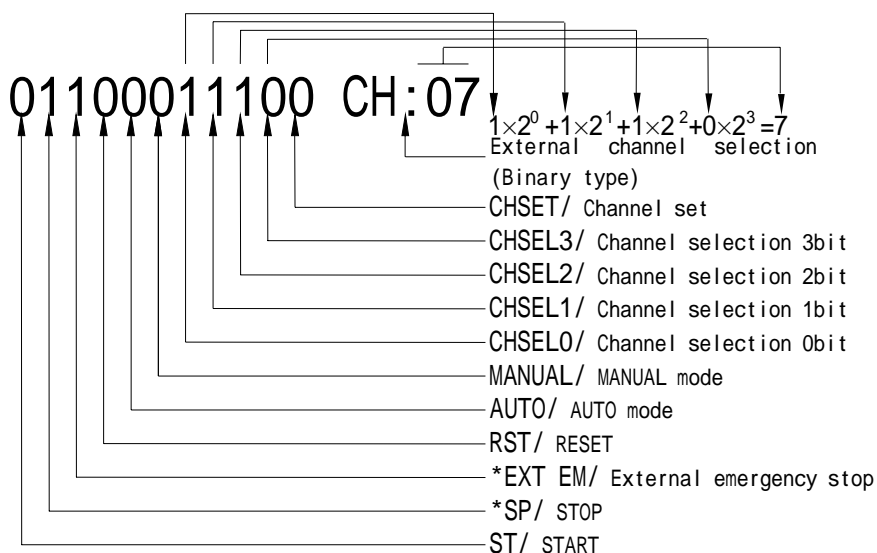 01100011100 CH:07
1×2⁰+1×2¹+1×2²+0×2³=7
External channel selection
(Binary type)
CHSET/ Channel set
CHSEL3/ Channel selection 3bit
CHSEL2/ Channel selection 2bit
CHSEL1/ Channel selection 1bit
CHSEL0/ Channel selection 0bit
MANUAL/ MANUAL mode
AUTO/ AUTO mode
RST/ RESET
*EXT EM/ External emergency stop
*SP/ STOP
ST/ START